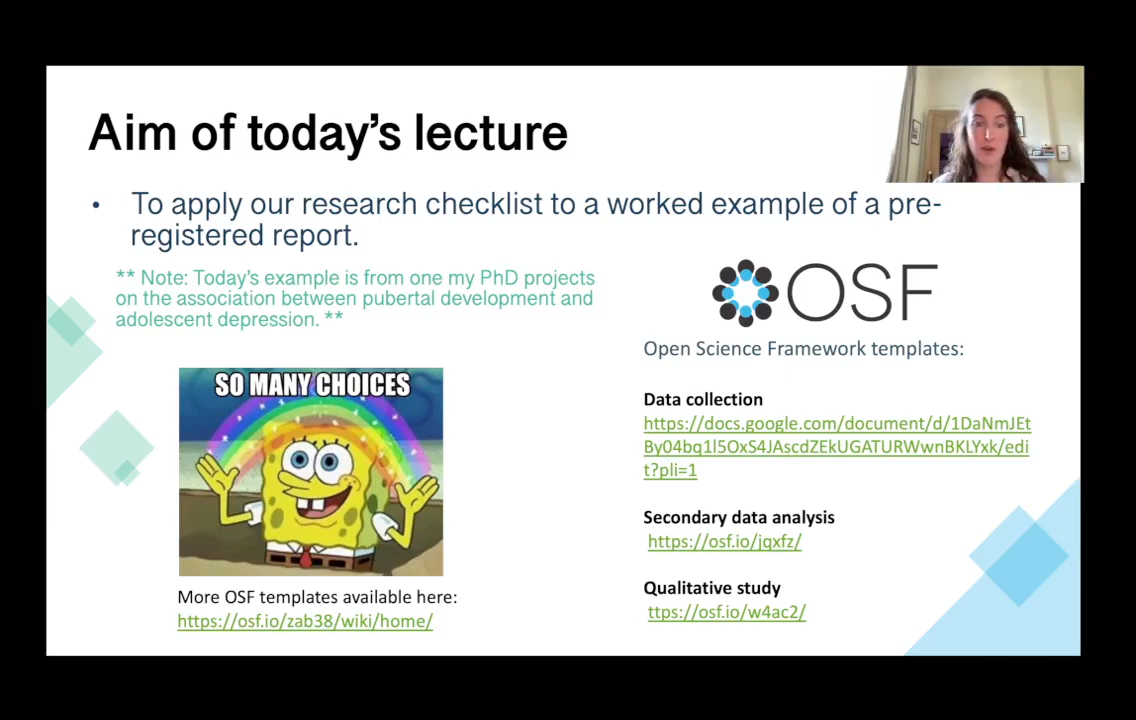 Aim of today's lecture
• To apply our research checklist to a worked example of a pre-
registered report.
** Note: Today's example is from one my PhD projects
on the association between pubertal development and
adolescent depression. **
SO MANY CHOICES
More OSF templates available here:
https://osf.io/zab38/wiki/home/
OSF
Open Science Framework templates:
Data collection
https://docs.google.com/document/d/1DaNmJEt
By04bq1l5OxS4JAscdZEkUGATURWwnBKLYxk/edi
t?pli=1
Secondary data analysis
https://osf.io/jqxfz/
Qualitative study
ttps://osf.io/w4ac2/